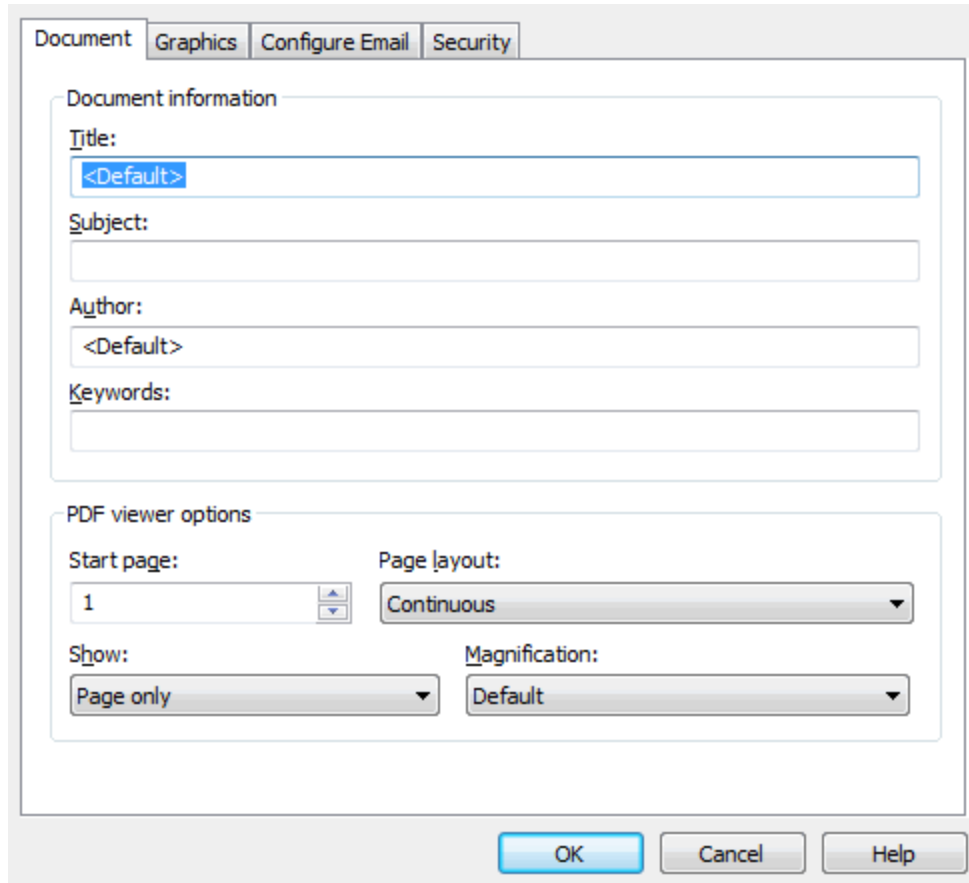 Document Graphics Configure Email Security
Document information
Title:
<Default>
Subject:
Author:
<Default>
Keywords:
PDF viewer options
Start page: Page layout:
1 Continuous
Show: Magnification:
Page only Default
OK Cancel Help